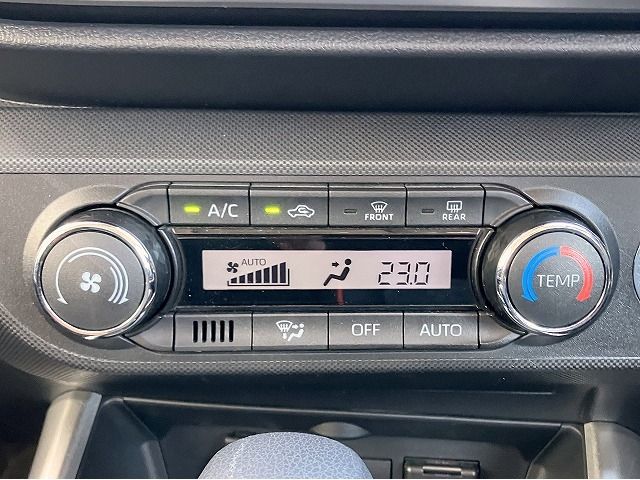 A/C
FRONT
REAR
AUTO
23.0
TEMP
OFF
AUTO